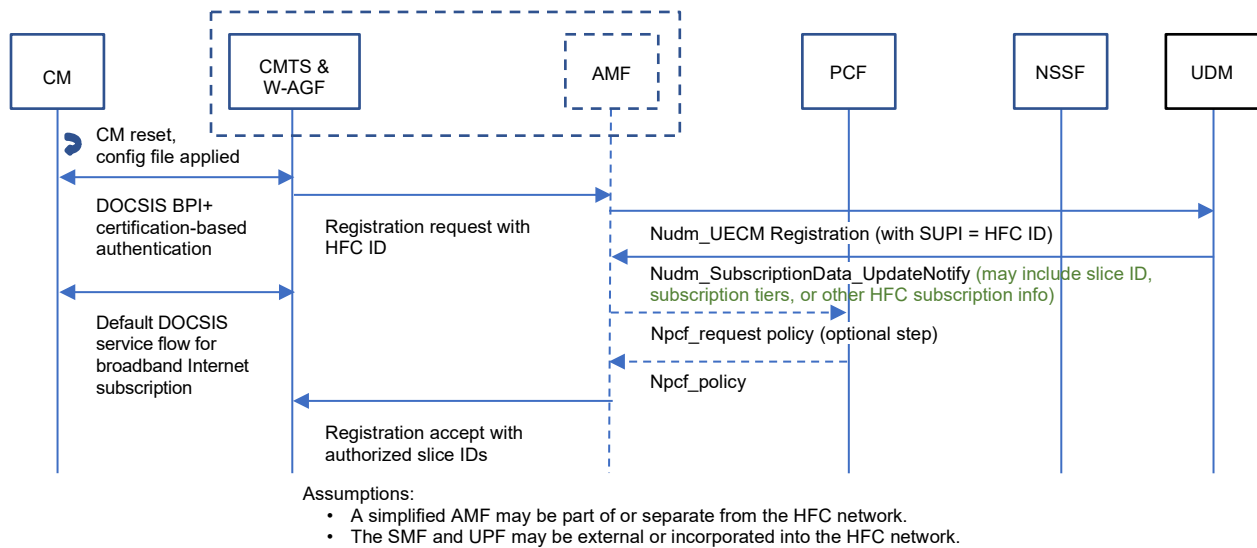 CM
CMTS &
W-AGF
AMF
PCF
NSSF
UDM
CM reset,
config file applied
DOCSIS BPI+
certification-based
authentication
Registration request with
HFC ID
Nudm_UECM Registration (with SUPI = HFC ID)
Nudm_SubscriptionData_UpdateNotify (may include slice ID,
subscription tiers, or other HFC subscription info)
Default DOCSIS
service flow for
broadband Internet
subscription
Npcf_request policy (optional step)
Npcf_policy
Registration accept with
authorized slice IDs
Assumptions:
• A simplified AMF may be part of or separate from the HFC network.
• The SMF and UPF may be external or incorporated into the HFC network.